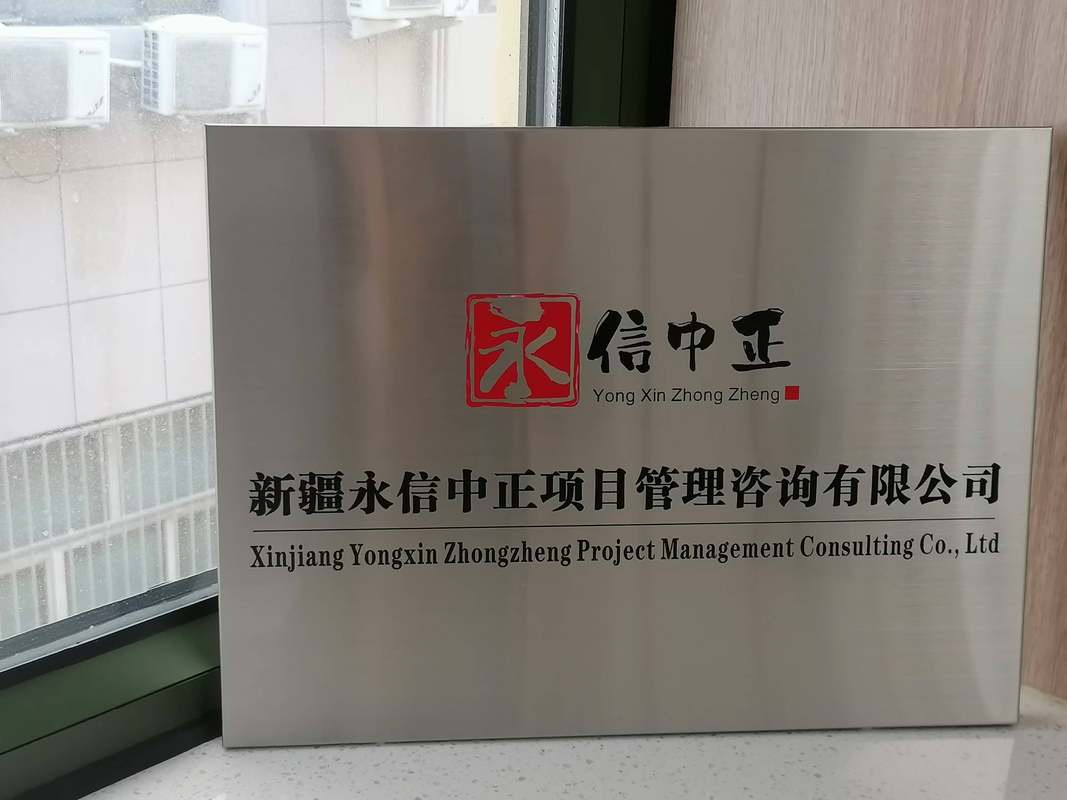 永信中正
Yong Xin Zhong Zheng
新疆永信中正项目管理咨询有限公司
Xinjiang Yongxin Zhongzheng Project Management Consulting Co., Ltd